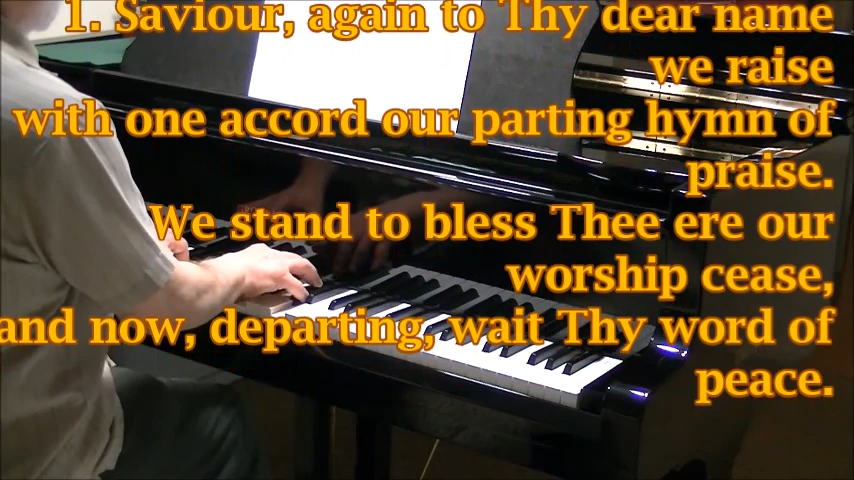 1. Saviour, again to Thy dear name
we raise
with one accord our parting hymn of
praise.
We stand to bless Thee ere our
worship cease,
and now, departing, wait Thy word of
peace.